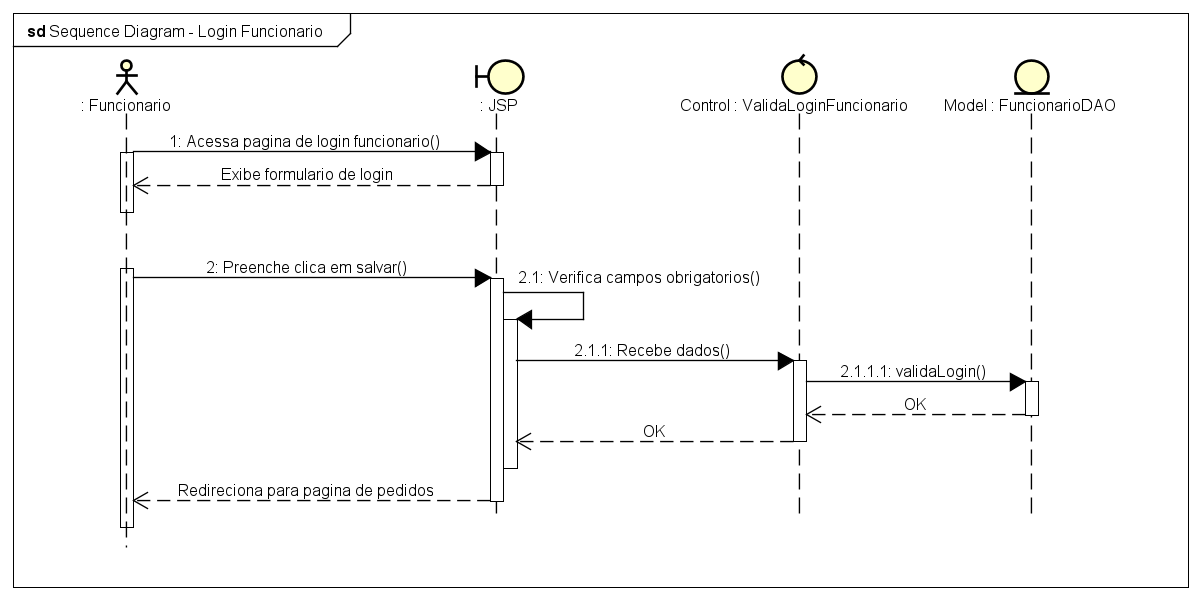 sd Sequence Diagram - Login Funcionario
: Funcionario
: JSP
Control : ValidaLoginFuncionario
Model : FuncionarioDAO
1: Acessa pagina de login funcionario()
Exibe formulario de login
2: Preenche clica em salvar()
2.1: Verifica campos obrigatorios()
2.1.1: Recebe dados()
2.1.1.1: validaLogin()
OK
OK
Redireciona para pagina de pedidos